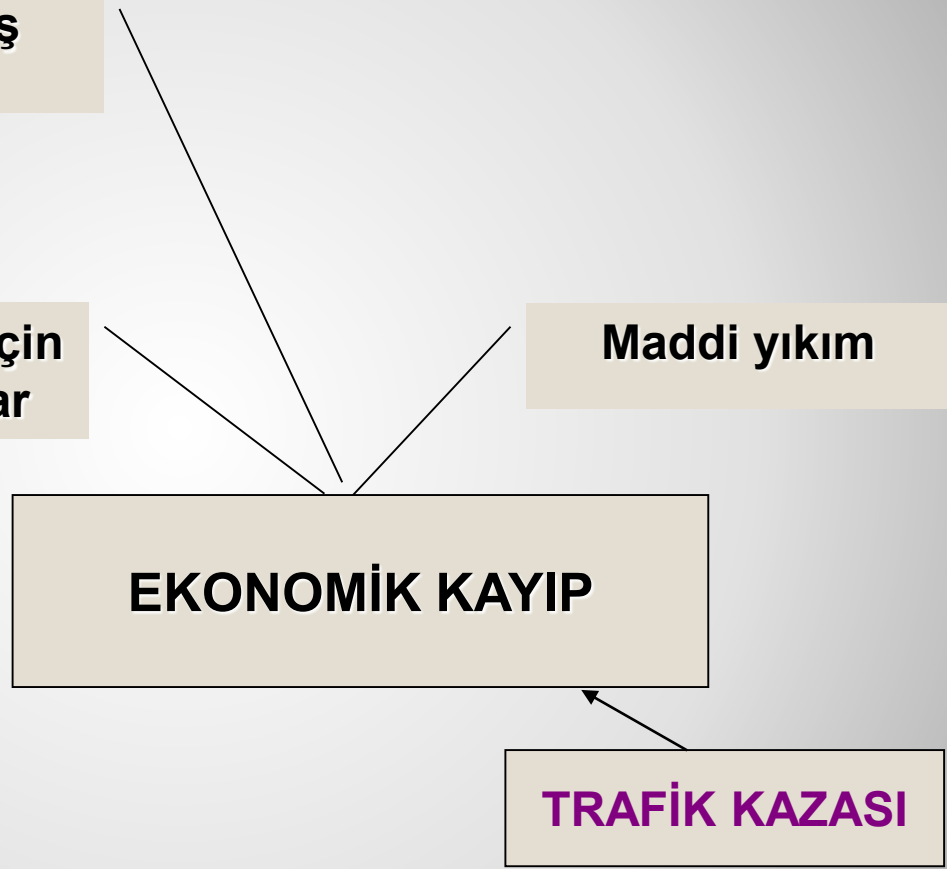 ş
çin
ar
Maddi yıkım
EKONOMİK KAYIP
TRAFİK KAZASI